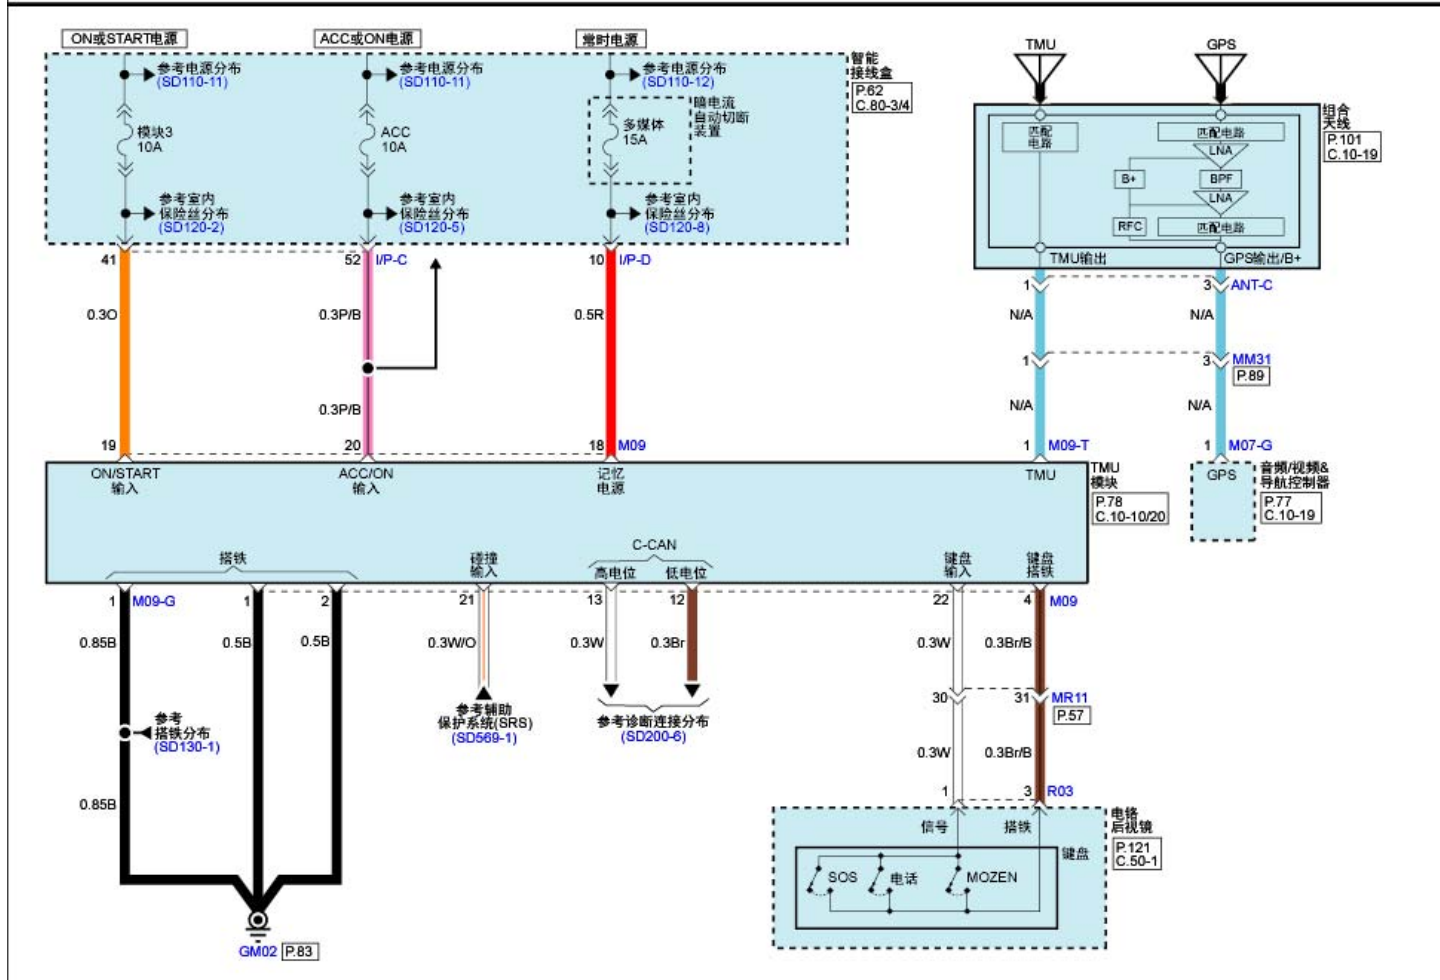 ON或START电源
ACC或ON电源
常时电源
TMU
GPS
参考电源分布
(SD110-11)
参考电源分布
(SD110-11)
参考电源分布
(SD110-12)
智能
接线盒
P.62
C.80-3/4
模块3
10A
ACC
10A
多媒体
15A
暗电流
自动切断
装置
参考室内
保险丝分布
(SD120-2)
参考室内
保险丝分布
(SD120-5)
参考室内
保险丝分布
(SD120-8)
匹配
电路
匹配电路
LNA
B+
BPF
LNA
RFC
匹配电路
组合
天线
P.101
C.10-19
TMU输出
GPS输出/B+
41
52
I/P-C
10
I/P-D
1
3
ANT-C
0.3O
0.3P/B
0.5R
N/A
N/A
1
3
MM31
P.89
0.3P/B
N/A
N/A
19
20
18
M09
1
M09-T
1
M07-G
ON/START
输入
ACC/ON
输入
记忆
电源
TMU
TMU
模块
P.78
C.10-10/20
GPS
音频/视频&
导航控制器
P.77
C.10-19
搭铁
碰撞
输入
C-CAN
高电位
低电位
键盘
输入
键盘
搭铁
1
M09-G
1
2
21
13
12
22
4
M09
0.85B
0.5B
0.5B
0.3W/O
0.3W
0.3Br
0.3W
0.3Br/B
参考
搭铁分布
(SD130-1)
参考辅助
保护系统(SRS)
(SD569-1)
参考诊断连接分布
(SD200-6)
30
31
MR11
P.57
0.3W
0.3Br/B
0.85B
1
3
R03
信号
搭铁
电铬
后视镜
P.121
C.50-1
键盘
SOS
电话
MOZEN
GM02
P.83